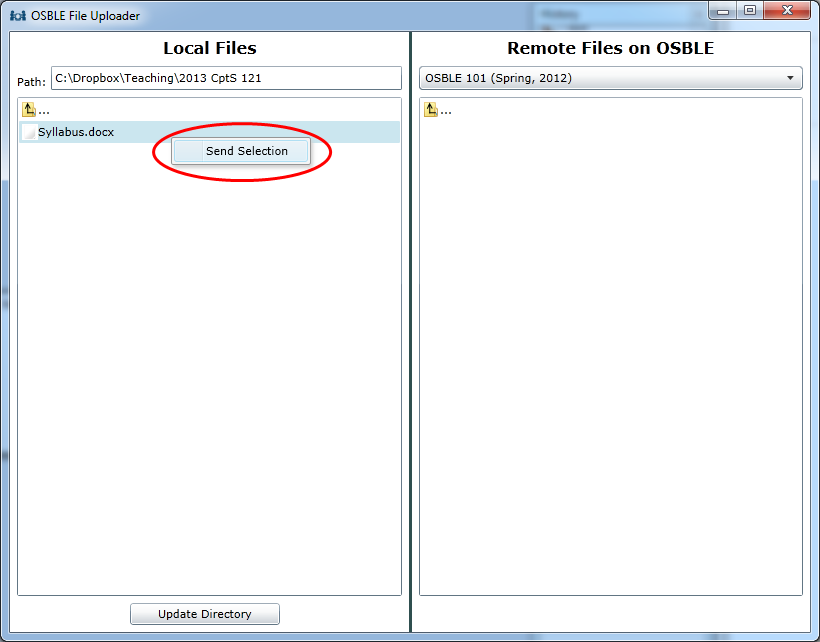 OSBLE File Uploader
Local Files
Path: C:\Dropbox\Teaching\2013 CptS 121
...
Syllabus.docx
Send Selection
Update Directory
Remote Files on OSBLE
OSBLE 101 (Spring, 2012)
...